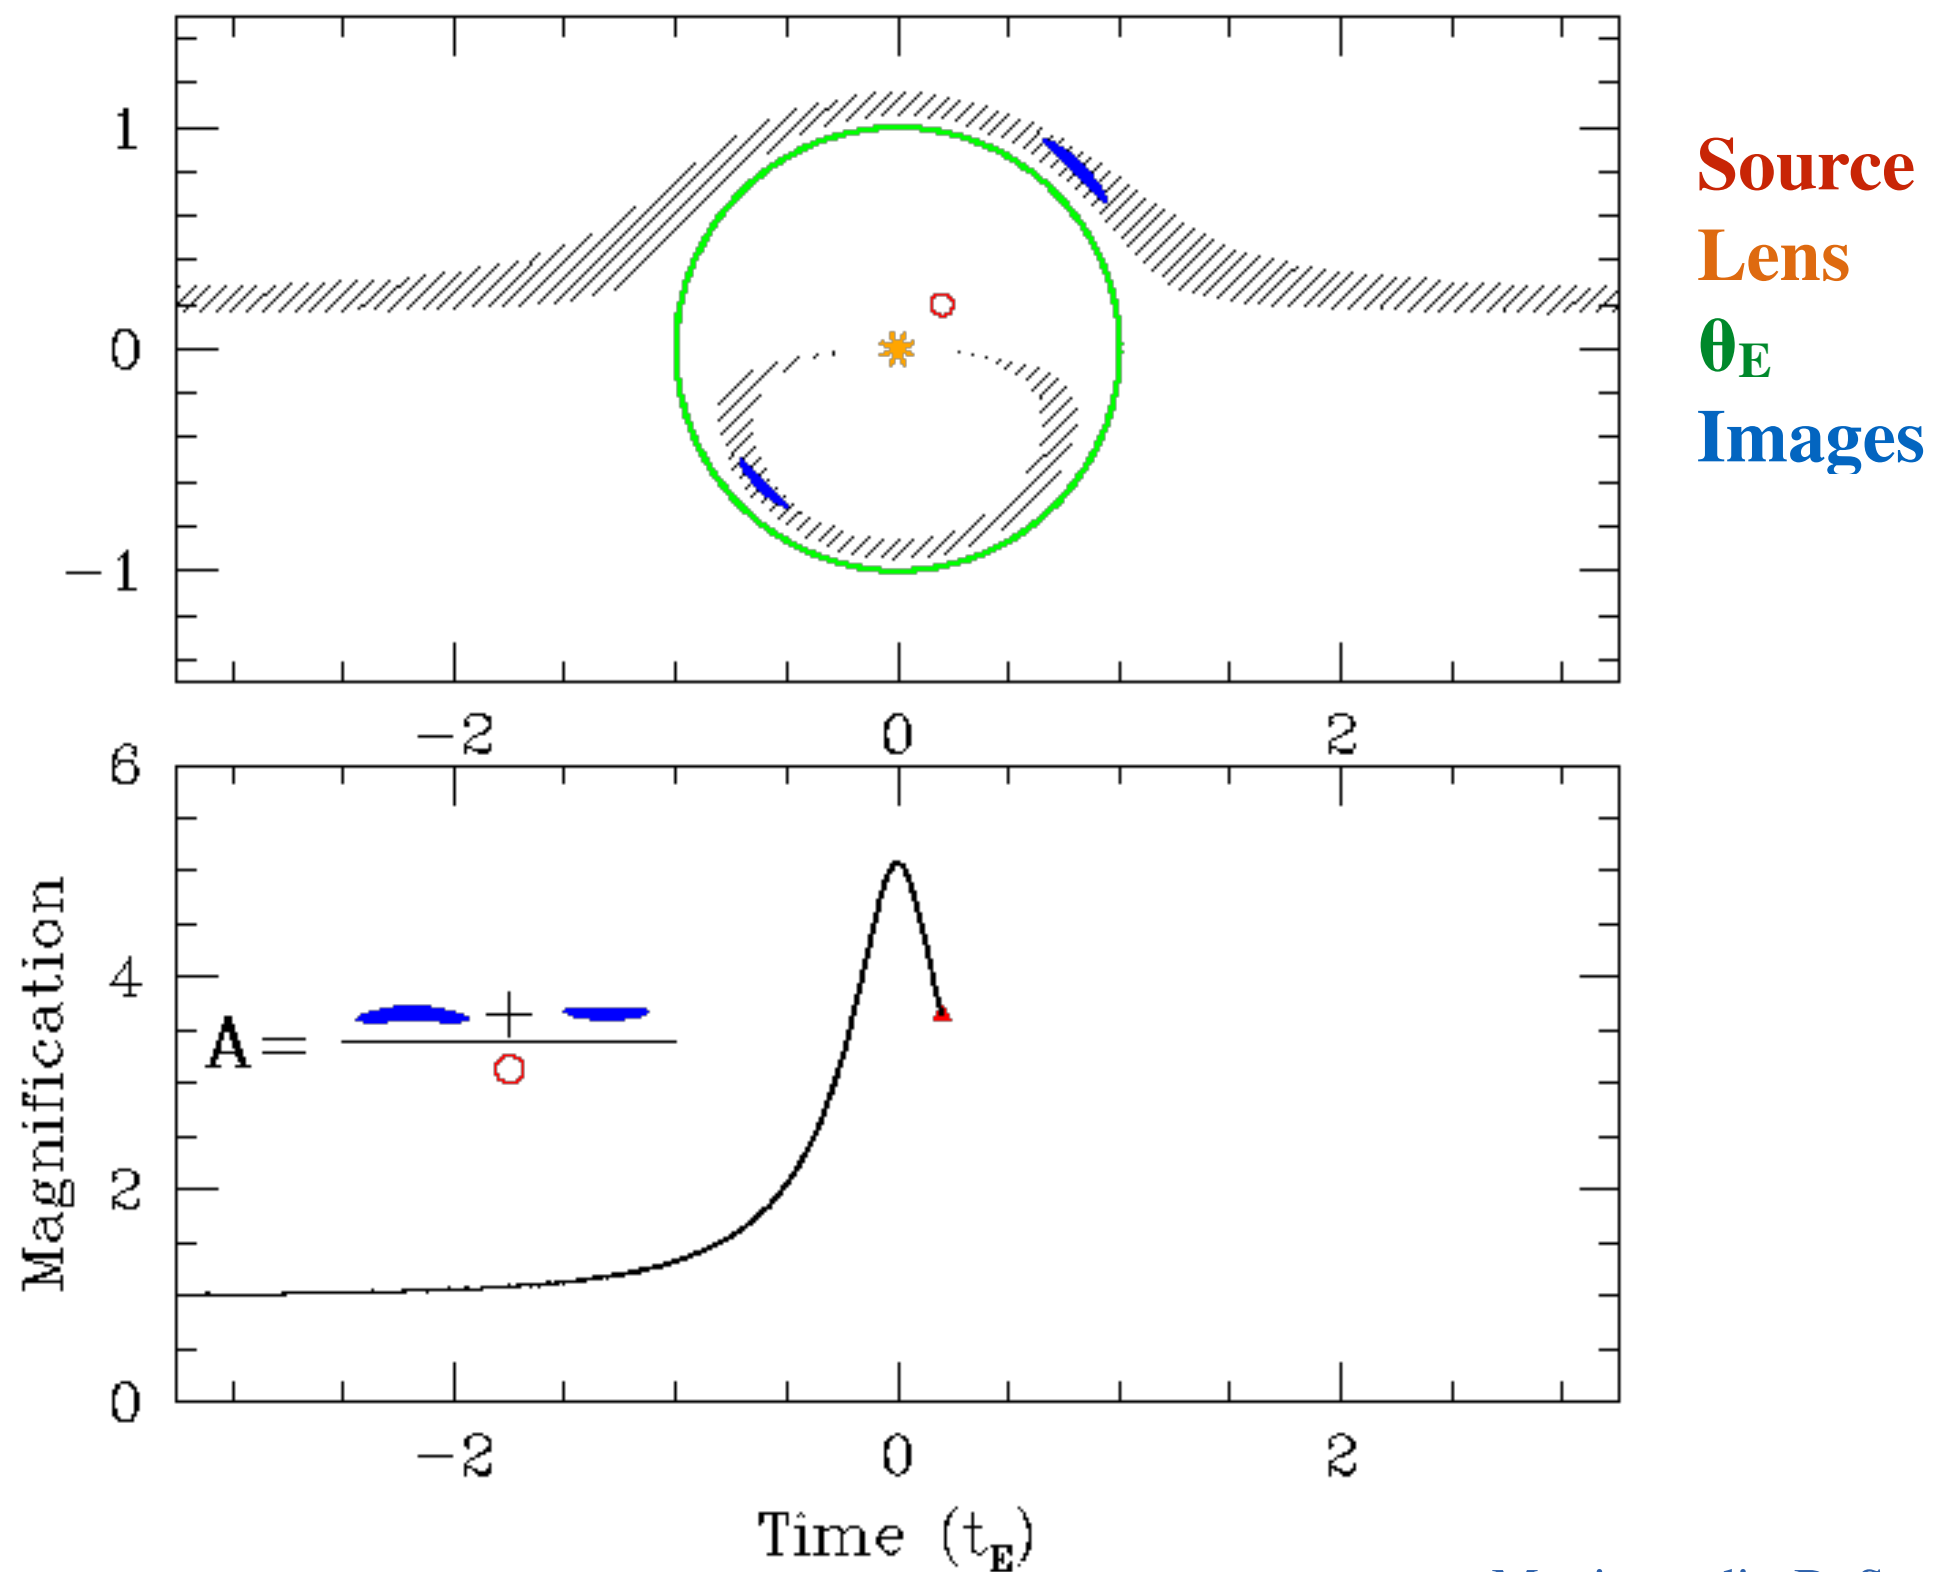 1
0
−1
−2 0 2
Source
Lens
θE
Images
6
4
2
0
Magnification
A= +
−2 0 2
Time (tE)